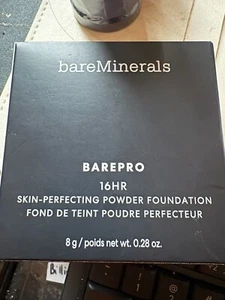 bareMinerals
BAREPRO
16HR
SKIN-PERFECTING POWDER FOUNDATION
FOND DE TEINT POUDRE PERFECTEUR
8 g / poids net wt. 0.28 oz.